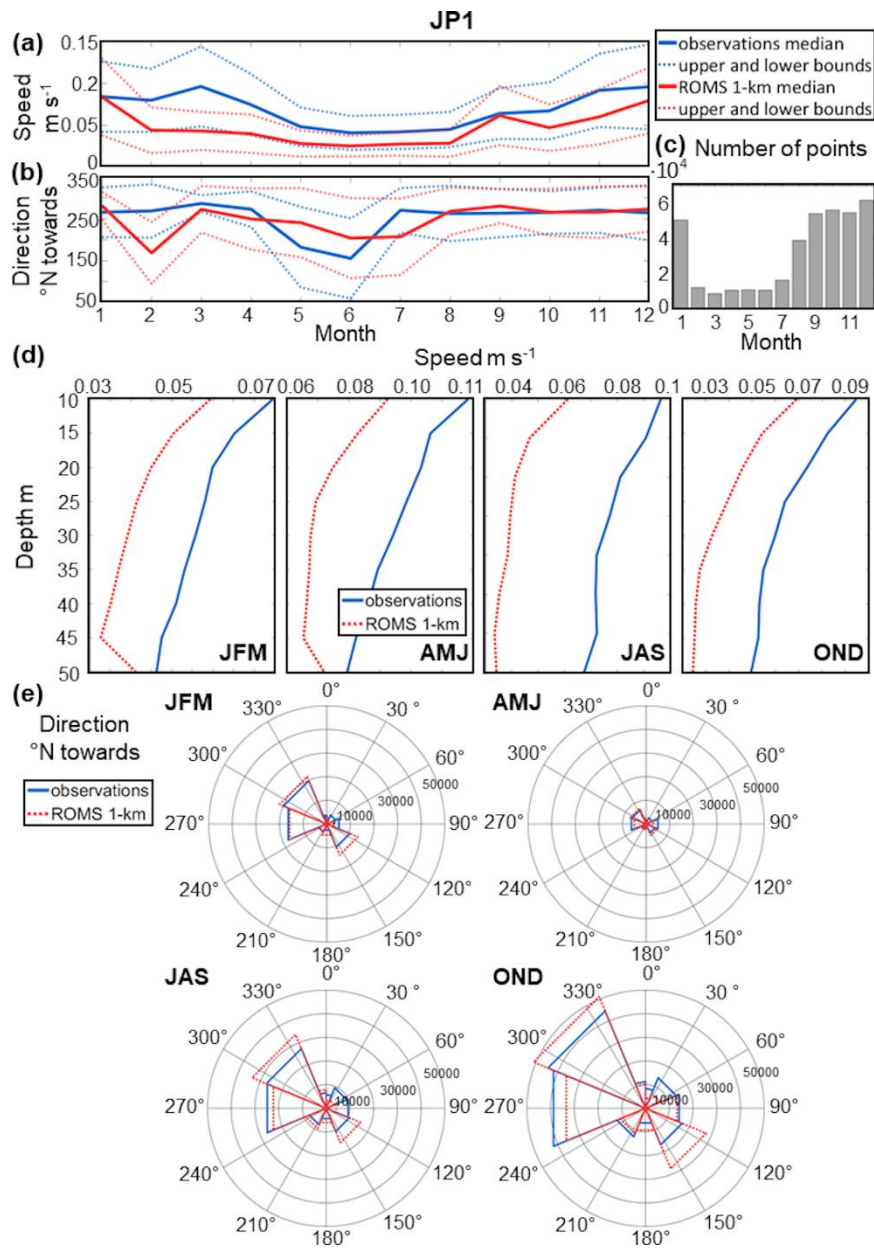 JP1
(a)
0.15
0.2
0.05
0
Speed
m s⁻¹
observations median
upper and lower bounds
ROMS 1-km median
upper and lower bounds
(b)
350
250
150
50
Direction
°N towards
1 2 3 4 5 6 7 8 9 10 11 12
Month
(c)
Number of points
·10⁴
6
4
2
0
1 3 5 7 9 11
Month
(d)
Speed m s⁻¹
0.03 0.05 0.07 0.06 0.08 0.10 0.11 0.04 0.06 0.08 0.1 0.03 0.05 0.07 0.09
10
15
20
25
30
35
40
45
50
Depth m
observations
ROMS 1-km
JFM AMJ JAS OND
(e)
Direction
°N towards
observations
ROMS 1-km
JFM
0°
30 °
60°
90°
120°
150°
180°
210°
240°
270°
300°
330°
10000 30000 50000
AMJ
0°
30 °
60°
90°
120°
150°
180°
210°
240°
270°
300°
330°
10000 30000 50000
JAS
0°
30 °
60°
90°
120°
150°
180°
210°
240°
270°
300°
330°
10000 30000 50000
OND
0°
30 °
60°
90°
120°
150°
180°
210°
240°
270°
300°
330°
10000 30000 50000